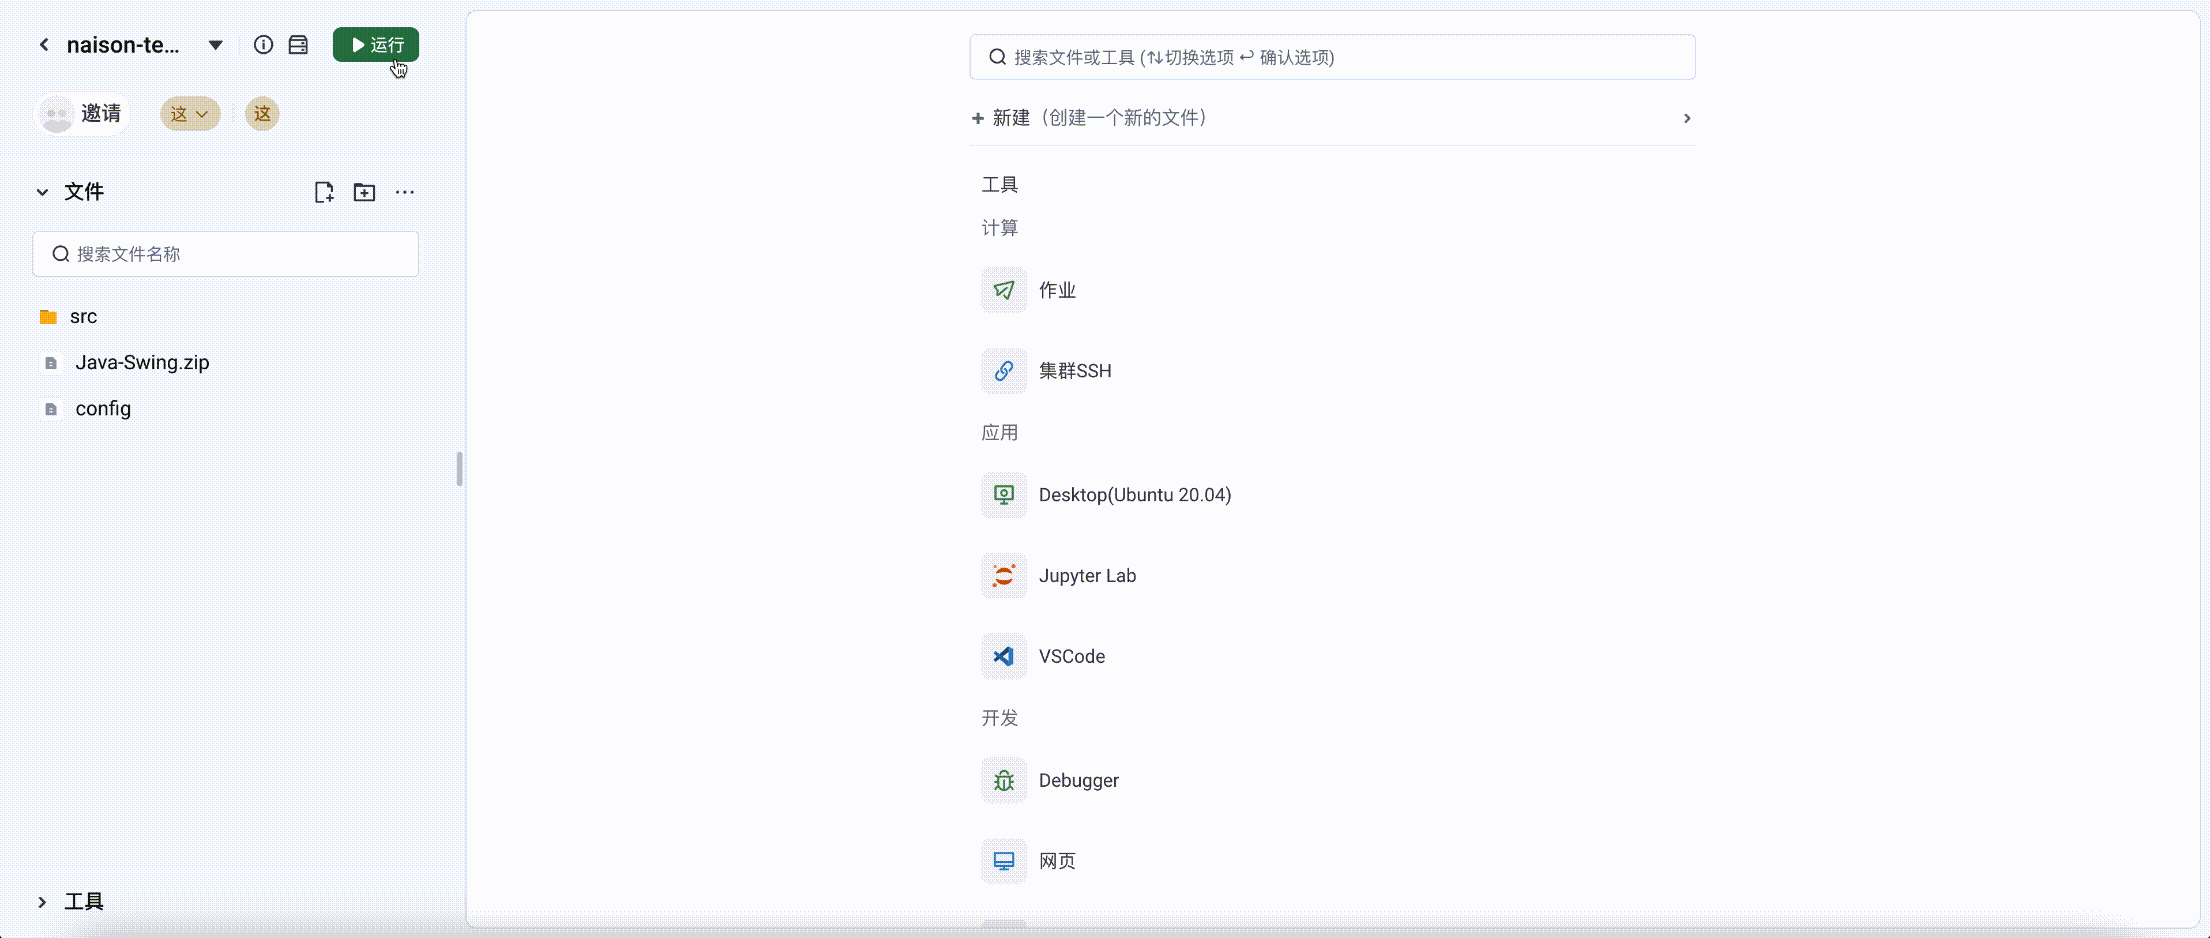 naison-te...
运行
邀请
这
这
文件
搜索文件名称
src
Java-Swing.zip
config
工具
搜索文件或工具 (⇅切换选项 ↩ 确认选项)
+ 新建（创建一个新的文件）
工具
计算
作业
集群SSH
应用
Desktop(Ubuntu 20.04)
Jupyter Lab
VSCode
开发
Debugger
网页